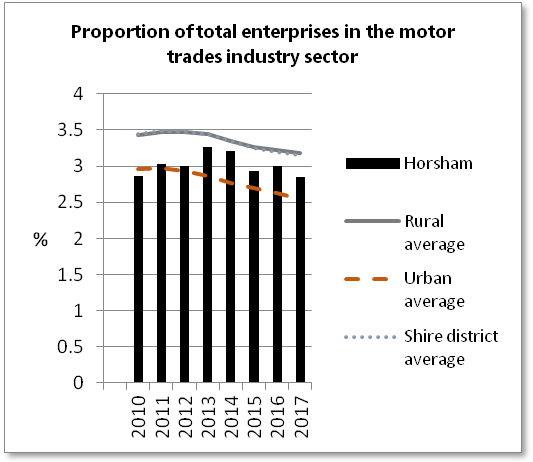 Proportion of total enterprises in the motor
trades industry sector
4
3.5
3
2.5
2
1.5
1
0.5
0
%
2010
2011
2012
2013
2014
2015
2016
2017
Horsham
Rural
average
Urban
average
Shire district
average